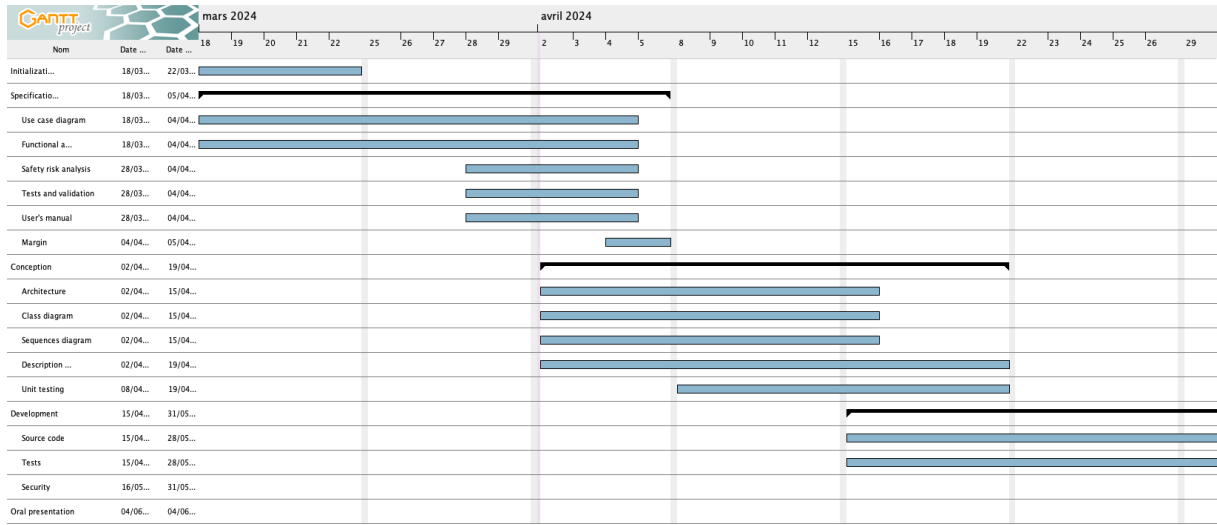 GANTT project
mars 2024 avril 2024
Nom Date ... Date ... 18 19 20 21 22 25 26 27 28 29 2 3 4 5 8 9 10 11 12 15 16 17 18 19 22 23 24 25 26 29
Initializati... 18/03... 22/03...
Specificatio... 18/03... 05/04...
Use case diagram 18/03... 04/04...
Functional a... 18/03... 04/04...
Safety risk analysis 28/03... 04/04...
Tests and validation 28/03... 04/04...
User's manual 28/03... 04/04...
Margin 04/04... 05/04...
Conception 02/04... 19/04...
Architecture 02/04... 15/04...
Class diagram 02/04... 15/04...
Sequences diagram 02/04... 15/04...
Description ... 02/04... 19/04...
Unit testing 08/04... 19/04...
Development 15/04... 31/05...
Source code 15/04... 28/05...
Tests 15/04... 28/05...
Security 16/05... 31/05...
Oral presentation 04/06... 04/06...